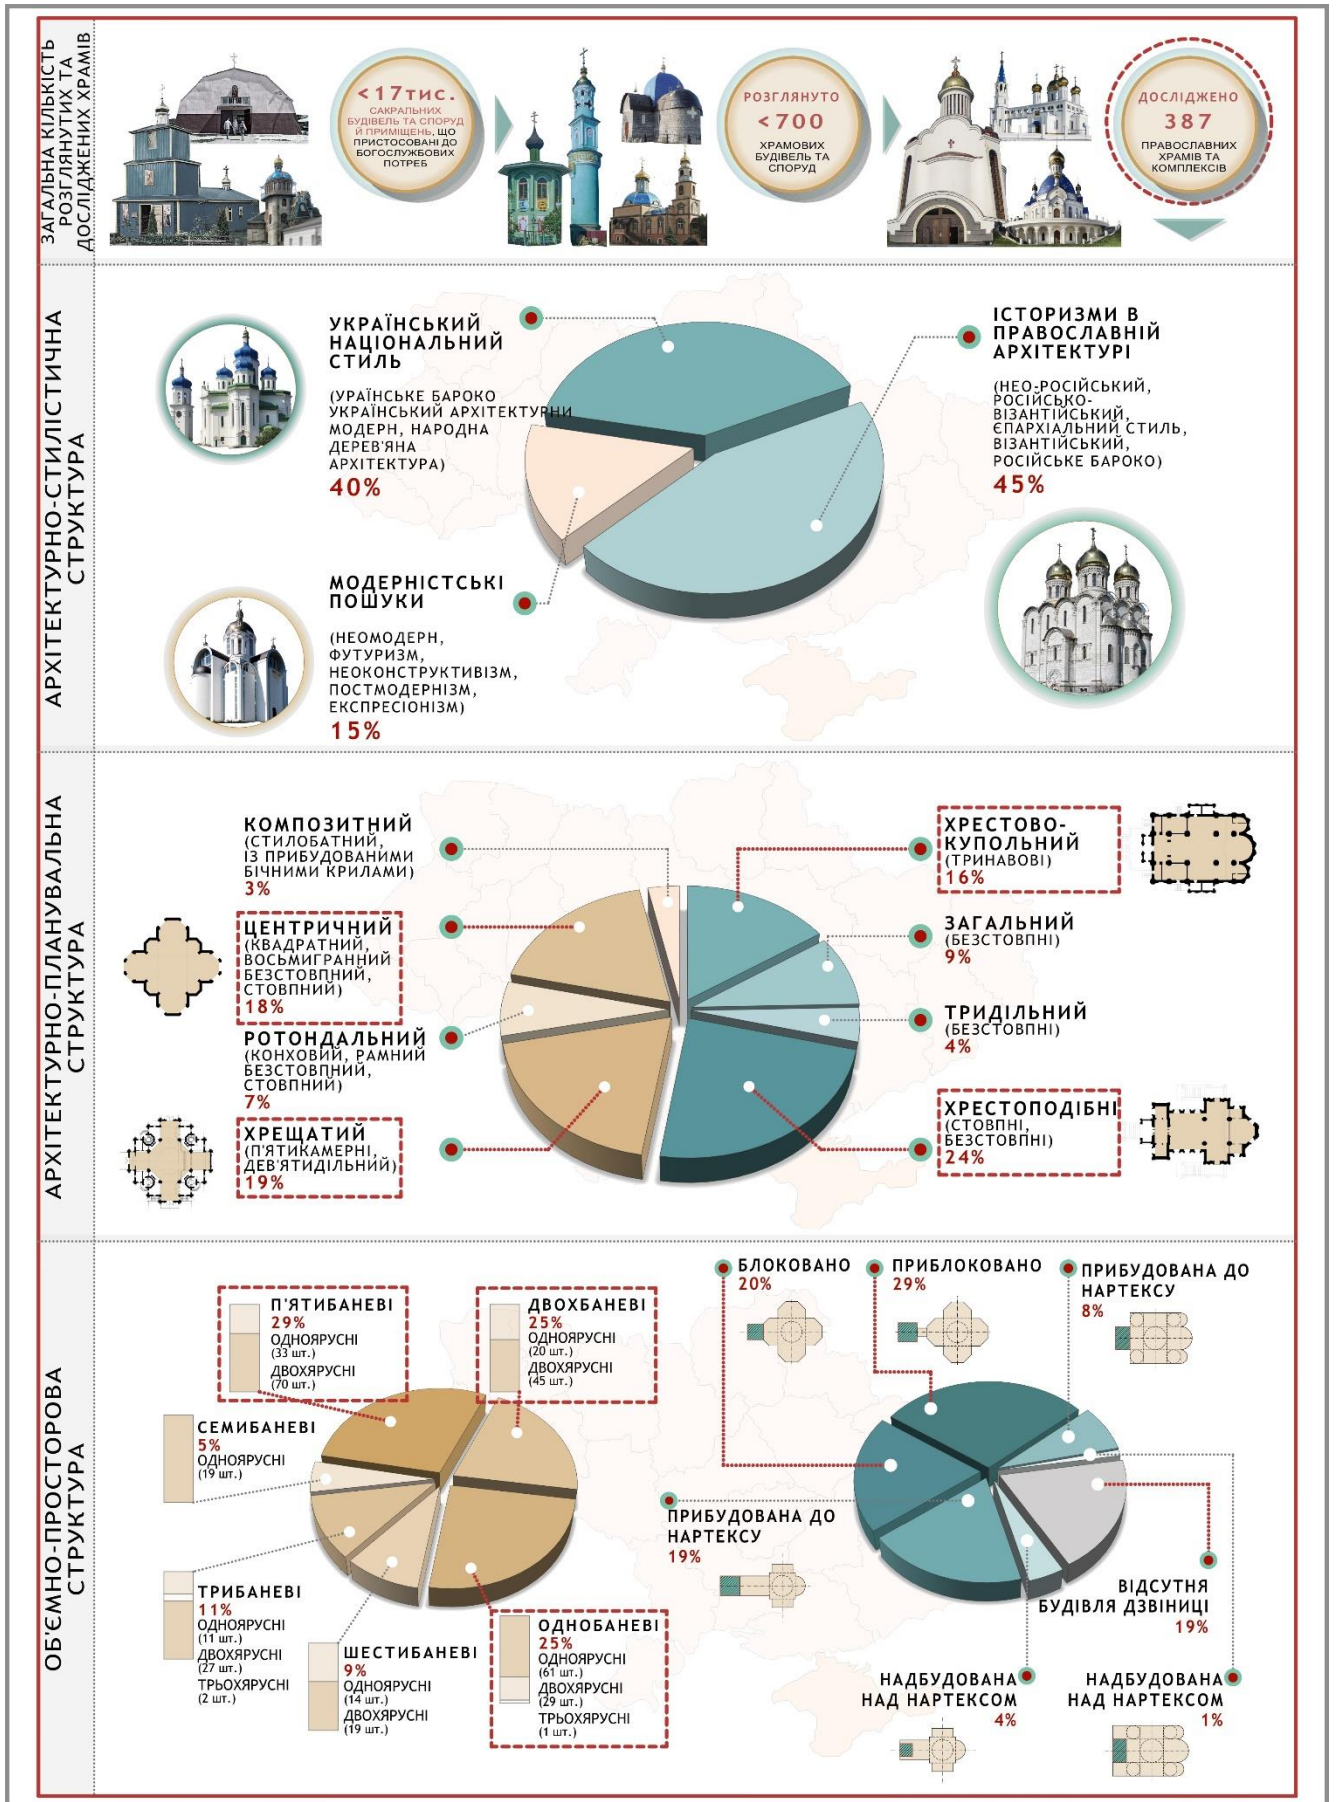 ЗАГАЛЬНА КІЛЬКІСТЬ
РОЗГЛЯНУТИХ ТА
ДОСЛІДЖЕНИХ ХРАМІВ
<17тис.
САКРАЛЬНИХ
БУДІВЕЛЬ ТА СПОРУД
Й ПРИМІЩЕНЬ, ЩО
ПРИСТОСОВАНІ ДО
БОГОСЛУЖБОВИХ
ПОТРЕБ
РОЗГЛЯНУТО
<700
ХРАМОВИХ
БУДІВЕЛЬ ТА
СПОРУД
ДОСЛІДЖЕНО
387
ПРАВОСЛАВНИХ
ХРАМІВ ТА
КОМПЛЕКСІВ
АРХІТЕКТУРНО-СТИЛІСТИЧНА
СТРУКТУРА
УКРАЇНСЬКИЙ
НАЦІОНАЛЬНИЙ
СТИЛЬ
(УРАЇНСЬКЕ БАРОКО
УКРАЇНСЬКИЙ АРХІТЕКТУРНИ
МОДЕРН, НАРОДНА
ДЕРЕВ'ЯНА
АРХІТЕКТУРА)
40%
ІСТОРИЗМИ В
ПРАВОСЛАВНІЙ
АРХІТЕКТУРІ
(НЕО-РОСІЙСЬКИЙ,
РОСІЙСЬКО-
ВІЗАНТІЙСЬКИЙ,
ЄПАРХІАЛЬНИЙ СТИЛЬ,
ВІЗАНТІЙСЬКИЙ,
РОСІЙСЬКЕ БАРОКО)
45%
МОДЕРНІСТСЬКІ
ПОШУКИ
(НЕОМОДЕРН,
ФУТУРИЗМ,
НЕОКОНСТРУКТИВІЗМ,
ПОСТМОДЕРНІЗМ,
ЕКСПРЕСІОНІЗМ)
15%
АРХІТЕКТУРНО-ПЛАНУВАЛЬНА
СТРУКТУРА
КОМПОЗИТНИЙ
(СТИЛОБАТНИЙ,
ІЗ ПРИБУДОВАНИМИ
БІЧНИМИ КРИЛАМИ)
3%
ЦЕНТРИЧНИЙ
(КВАДРАТНИЙ,
ВОСЬМИГРАННИЙ
БЕЗСТОВПНИЙ,
СТОВПНИЙ)
18%
РОТОНДАЛЬНИЙ
(КОНХОВИЙ, РАМНИЙ
БЕЗСТОВПНИЙ,
СТОВПНИЙ)
7%
ХРЕЩАТИЙ
(П'ЯТИКАМЕРНІ,
ДЕВ'ЯТИДІЛЬНИЙ)
19%
ХРЕСТОВО-
КУПОЛЬНИЙ
(ТРИНАВОВІ)
16%
ЗАГАЛЬНИЙ
(БЕЗСТОВПНІ)
9%
ТРИДІЛЬНИЙ
(БЕЗСТОВПНІ)
4%
ХРЕСТОПОДІБНІ
(СТОВПНІ,
БЕЗСТОВПНІ)
24%
ОБ'ЄМНО-ПРОСТОРОВА
СТРУКТУРА
П'ЯТИБАНЕВІ
29%
ОДНОЯРУСНІ
(33 шт.)
ДВОХЯРУСНІ
(70 шт.)
ДВОХБАНЕВІ
25%
ОДНОЯРУСНІ
(20 шт.)
ДВОХЯРУСНІ
(45 шт.)
СЕМИБАНЕВІ
5%
ОДНОЯРУСНІ
(19 шт.)
ТРИБАНЕВІ
11%
ОДНОЯРУСНІ
(11 шт.)
ДВОХЯРУСНІ
(27 шт.)
ТРЬОХЯРУСНІ
(2 шт.)
ШЕСТИБАНЕВІ
9%
ОДНОЯРУСНІ
(14 шт.)
ДВОХЯРУСНІ
(19 шт.)
ОДНОБАНЕВІ
25%
ОДНОЯРУСНІ
(61 шт.)
ДВОХЯРУСНІ
(29 шт.)
ТРЬОХЯРУСНІ
(1 шт.)
БЛОКОВАНО
20%
ПРИБЛОКОВАНО
29%
ПРИБУДОВАНА ДО
НАРТЕКСУ
8%
ПРИБУДОВАНА ДО
НАРТЕКСУ
19%
ВІДСУТНЯ
БУДІВЛЯ ДЗВІНИЦІ
19%
НАДБУДОВАНА
НАД НАРТЕКСОМ
4%
НАДБУДОВАНА
НАД НАРТЕКСОМ
1%